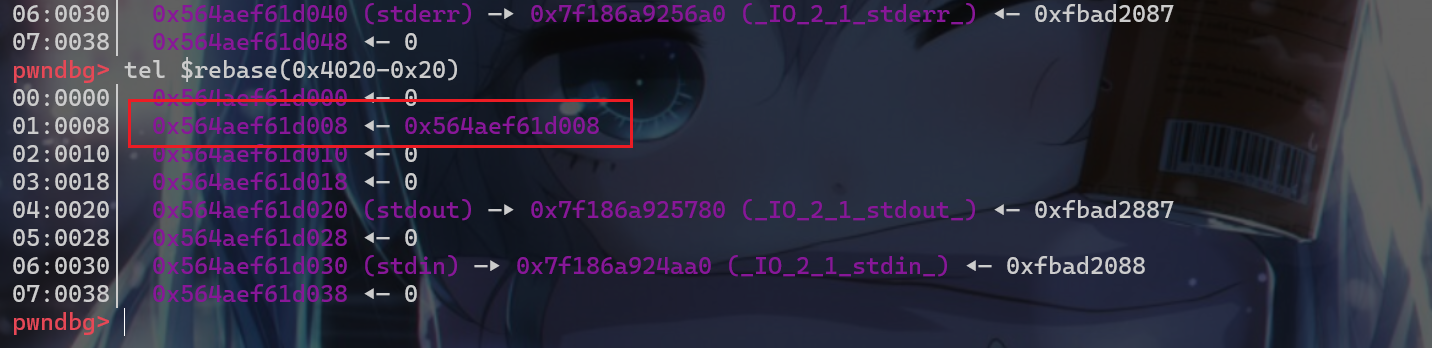 06:0030│  0x564aef61d040 (stderr) —▸ 0x7f186a9256a0 (_IO_2_1_stderr_) ◂— 0xfbad2087
07:0038│  0x564aef61d048 ◂— 0
pwndbg> tel $rebase(0x4020-0x20)
00:0000│  0x564aef61d000 ◂— 0
01:0008│  0x564aef61d008 ◂— 0x564aef61d008
02:0010│  0x564aef61d010 ◂— 0
03:0018│  0x564aef61d018 ◂— 0
04:0020│  0x564aef61d020 (stdout) —▸ 0x7f186a925780 (_IO_2_1_stdout_) ◂— 0xfbad2887
05:0028│  0x564aef61d028 ◂— 0
06:0030│  0x564aef61d030 (stdin) —▸ 0x7f186a924aa0 (_IO_2_1_stdin_) ◂— 0xfbad2088
07:0038│  0x564aef61d038 ◂— 0
pwndbg>